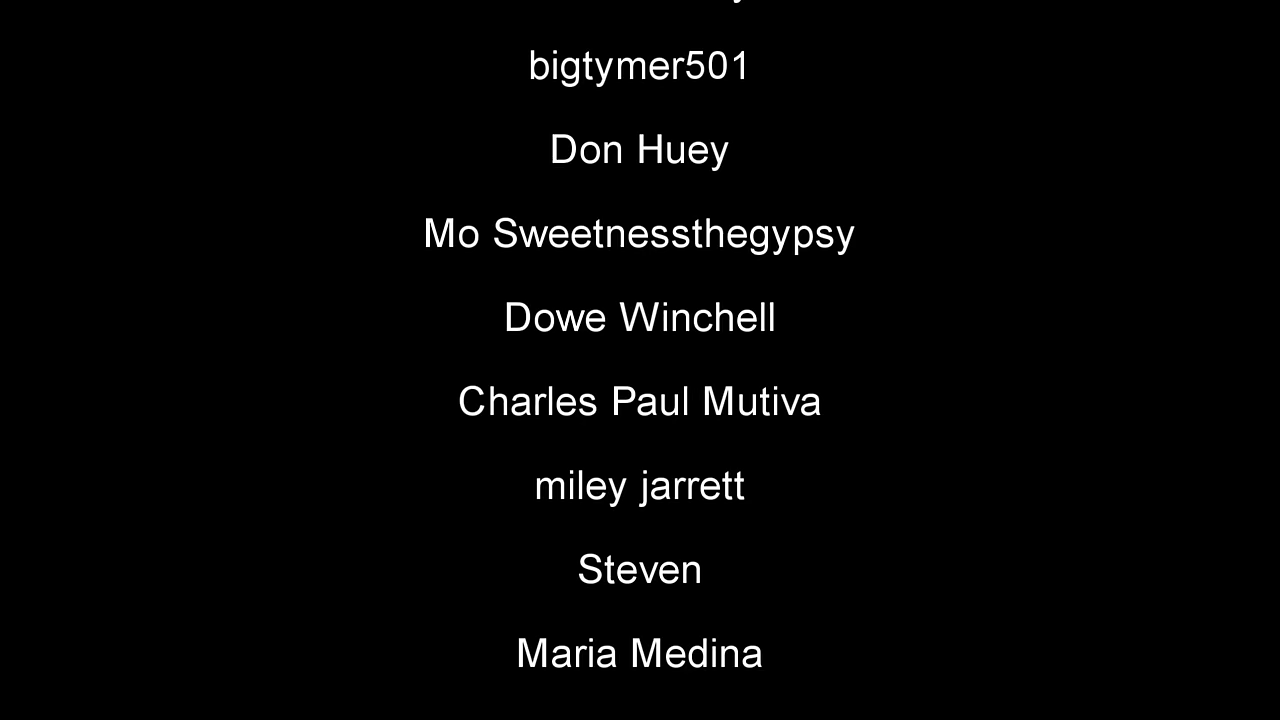 bigtymer501
Don Huey
Mo Sweetnessthegypsy
Dowe Winchell
Charles Paul Mutiva
miley jarrett
Steven
Maria Medina